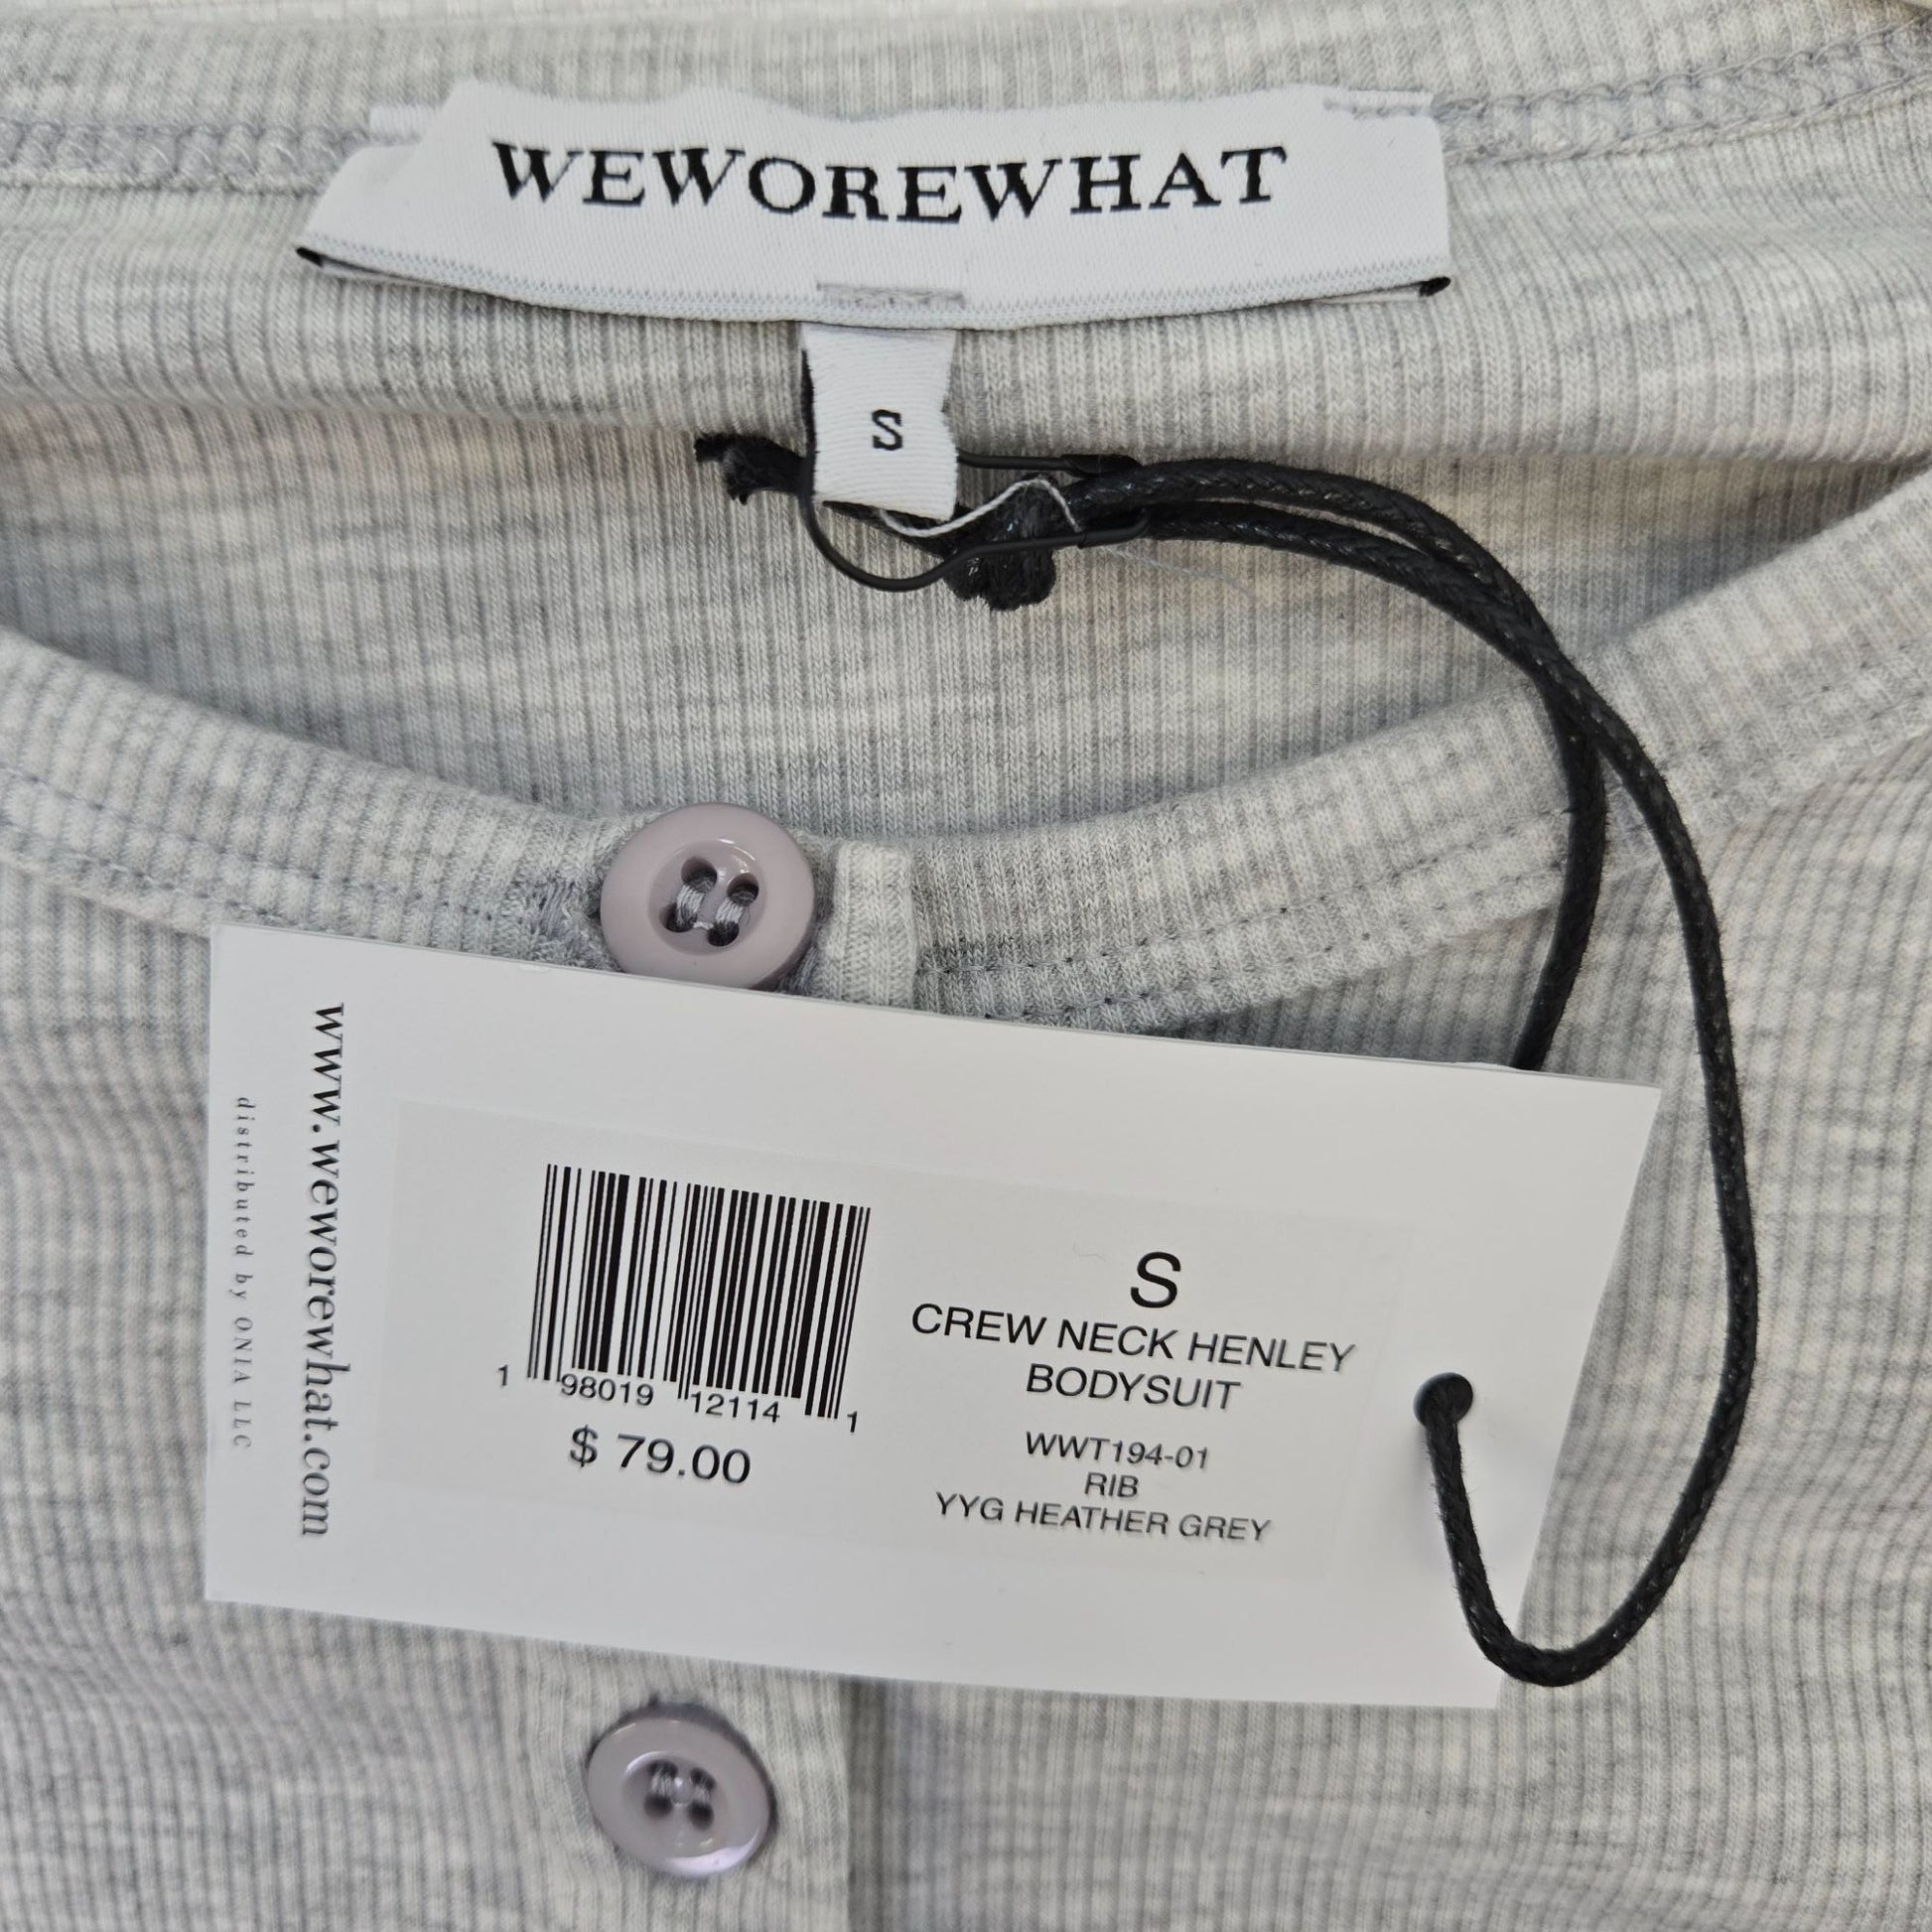 WEWOREWHAT
S
www.weworewhat.com
distributed by ONIA LLC
1 98019 12114 1
$ 79.00
S
CREW NECK HENLEY
BODYSUIT
WWT194-01
RIB
YYG HEATHER GREY